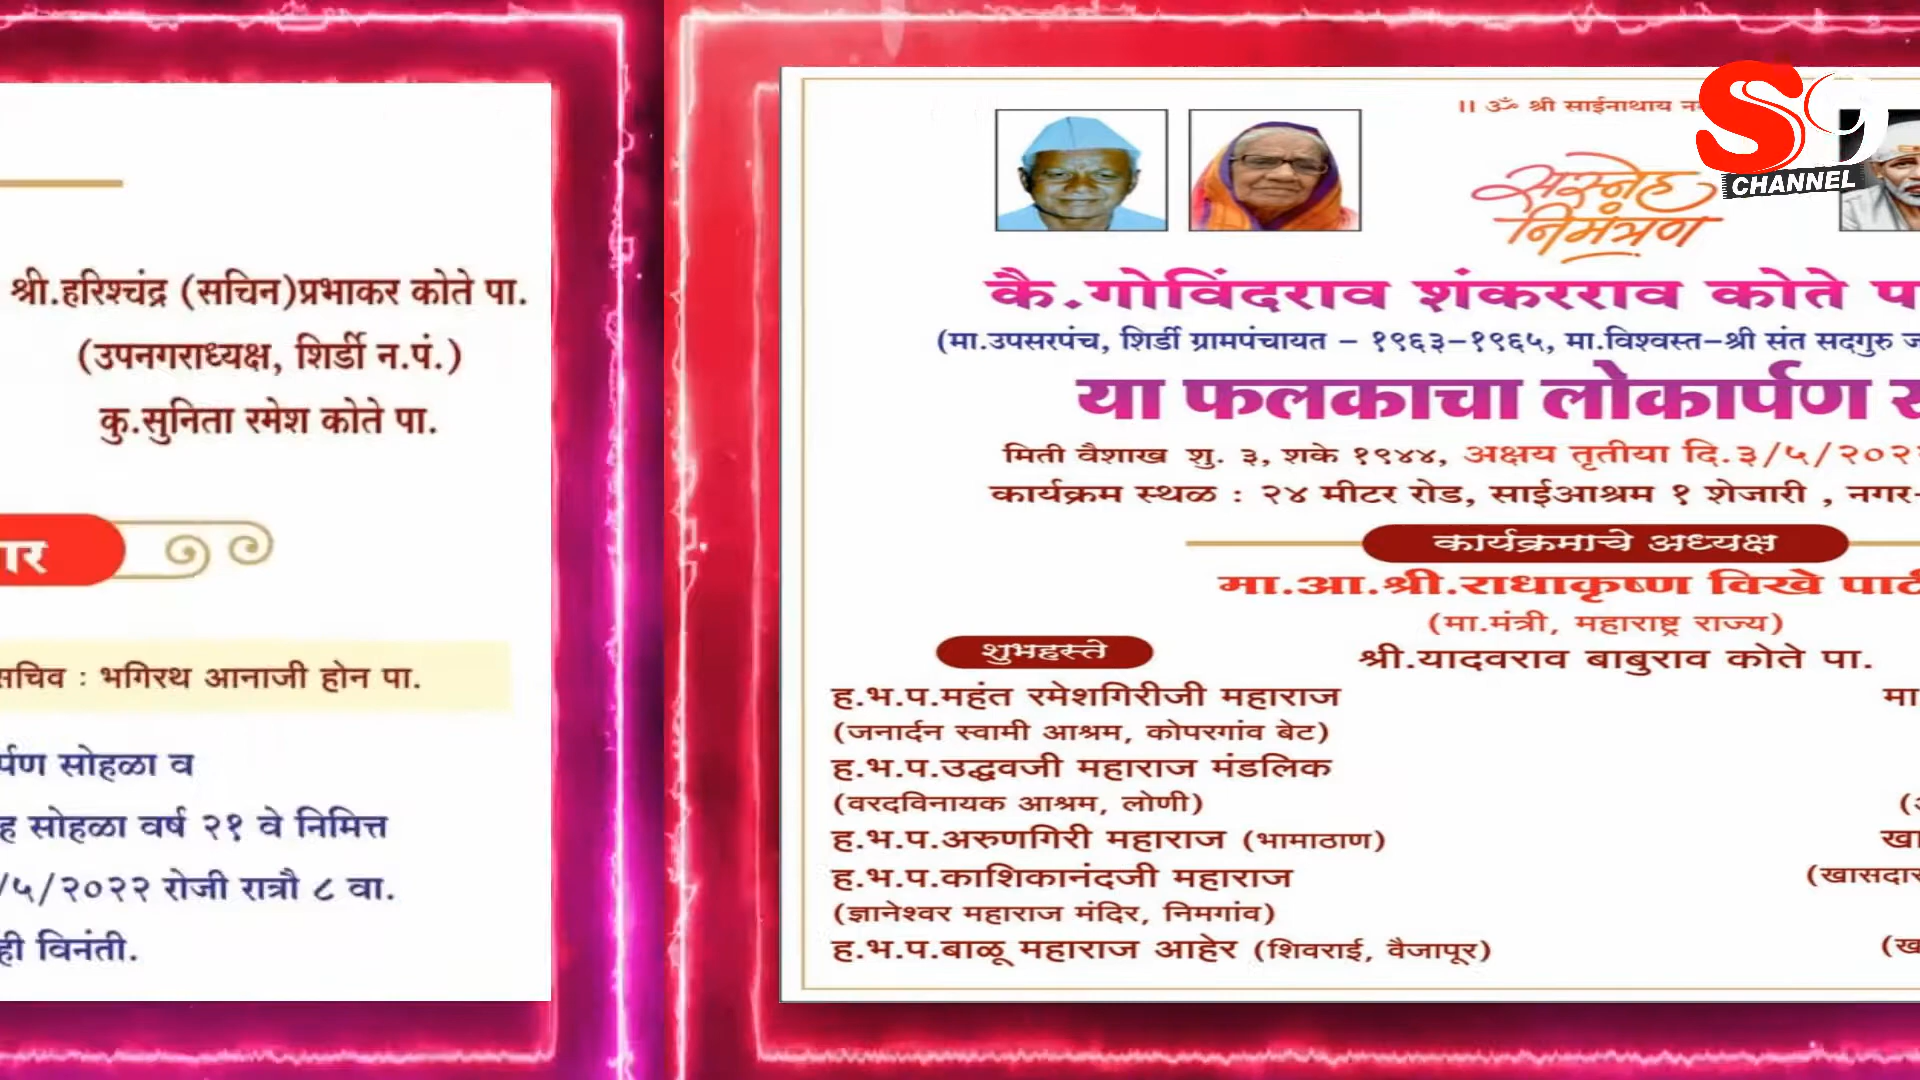 श्री.हरिश्चंद्र (सचिन)प्रभाकर कोते पा.
(उपनगराध्यक्ष, शिर्डी न.पं.)
कु.सुनिता रमेश कोते पा.
सचिव : भगिरथ आनाजी होन पा.
सोहळा व
सोहळा वर्ष २१ वे निमित्त
/५/२०२२ रोजी रात्रौ ८ वा.
ही विनंती.
।। ॐ श्री साईनाथाय
S9
CHANNEL
सस्नेह
निमंत्रण
कै.गोविंदराव शंकरराव कोते
(मा.उपसरपंच, शिर्डी ग्रामपंचायत – १९६३–१९६५, मा.विश्वस्त–श्री संत सदगुरु
या फलकाचा लोकार्पण
मिती वैशाख शु. ३, शके १९४४, अक्षय तृतीया दि.३/५/२०२
कार्यक्रम स्थळ : २४ मीटर रोड, साईआश्रम १ शेजारी , नगर-
कार्यक्रमाचे अध्यक्ष
मा.आ.श्री.राधाकृष्ण विखे
(मा.मंत्री, महाराष्ट्र राज्य)
शुभहस्ते
श्री.यादवराव बाबुराव कोते पा.
ह.भ.प.महंत रमेशगिरीजी महाराज
मा
(जनार्दन स्वामी आश्रम, कोपरगांव बेट)
ह.भ.प.उद्धवजी महाराज मंडलिक
(वरदविनायक आश्रम, लोणी)
ह.भ.प.अरुणगिरी महाराज (भामाठाण)
खा
ह.भ.प.काशिकानंदजी महाराज
(खासदार
(ज्ञानेश्वर महाराज मंदिर, निमगांव)
ह.भ.प.बाळू महाराज आहेर (शिवराई, वैजापूर)
(ख